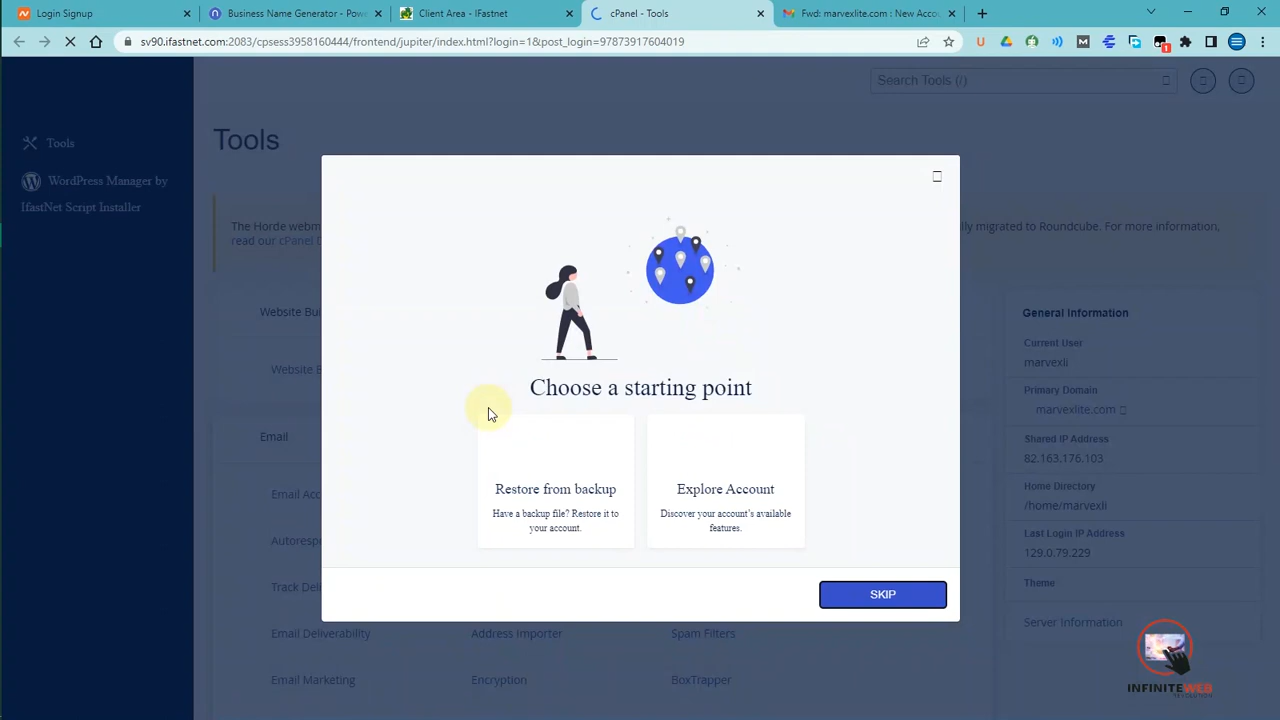 Login Signup
Business Name Generator - Pow
Client Area - IFastnet
cPanel - Tools
Fwd: marvexlite.com : New Acco
sv90.ifastnet.com:2083/cpsess3958160444/frontend/jupiter/index.html?login=1&post_login=97873917604019
1
Search Tools (/)
Tools
Tools
WordPress Manager by
IfastNet Script Installer
The Horde webm
lly migrated to Roundcube. For more information,
read our cPanel
Choose a starting point
Restore from backup
Have a backup file? Restore it to
your account.
Explore Account
Discover your account's available
features.
SKIP
Website Bui
Website B
Email
Email Acc
Autorespo
Track Deli
Email Deliverability
Address Importer
Spam Filters
Email Marketing
Encryption
BoxTrapper
General Information
Current User
marvexli
Primary Domain
marvexlite.com
Shared IP Address
82.163.176.103
Home Directory
/home/marvexli
Last Login IP Address
129.0.79.229
Theme
Server Information
INFINITEWEB